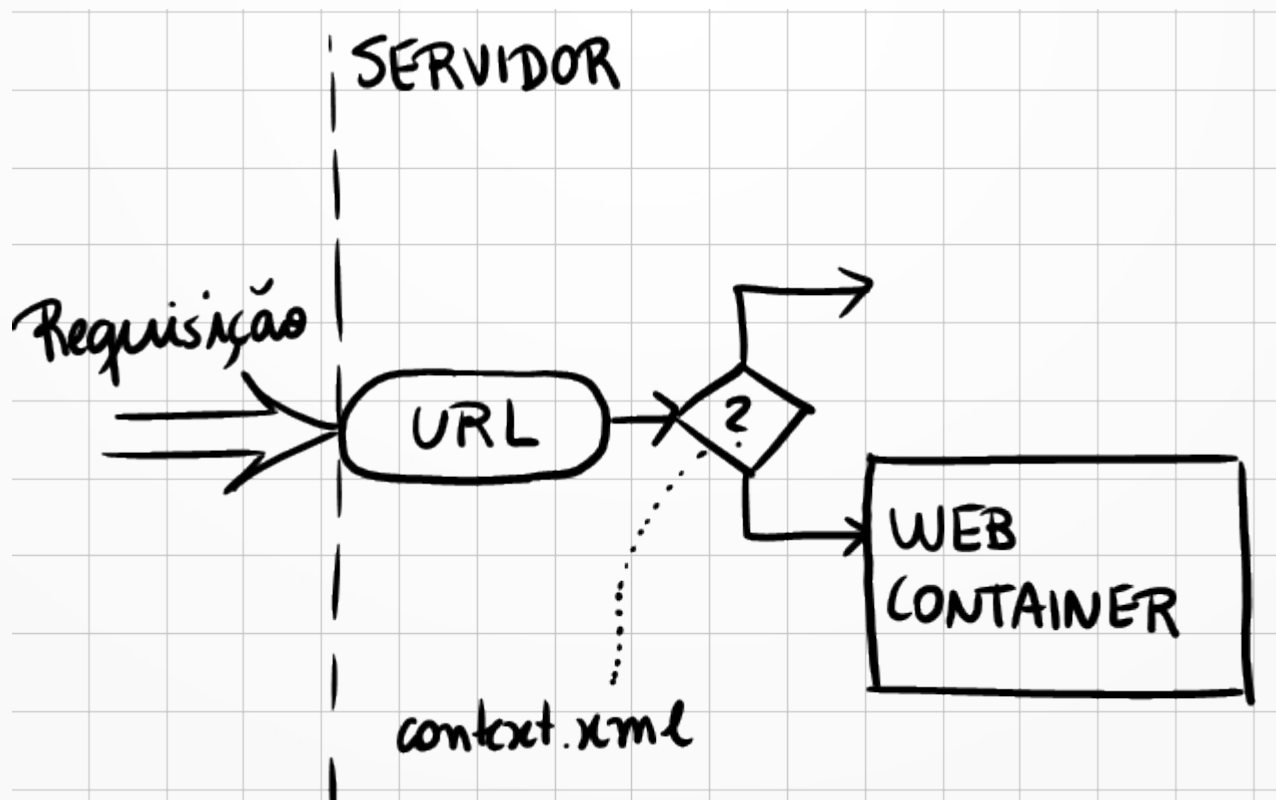 SERVIDOR
Requisição
URL
?
WEB
CONTAINER
context.xml